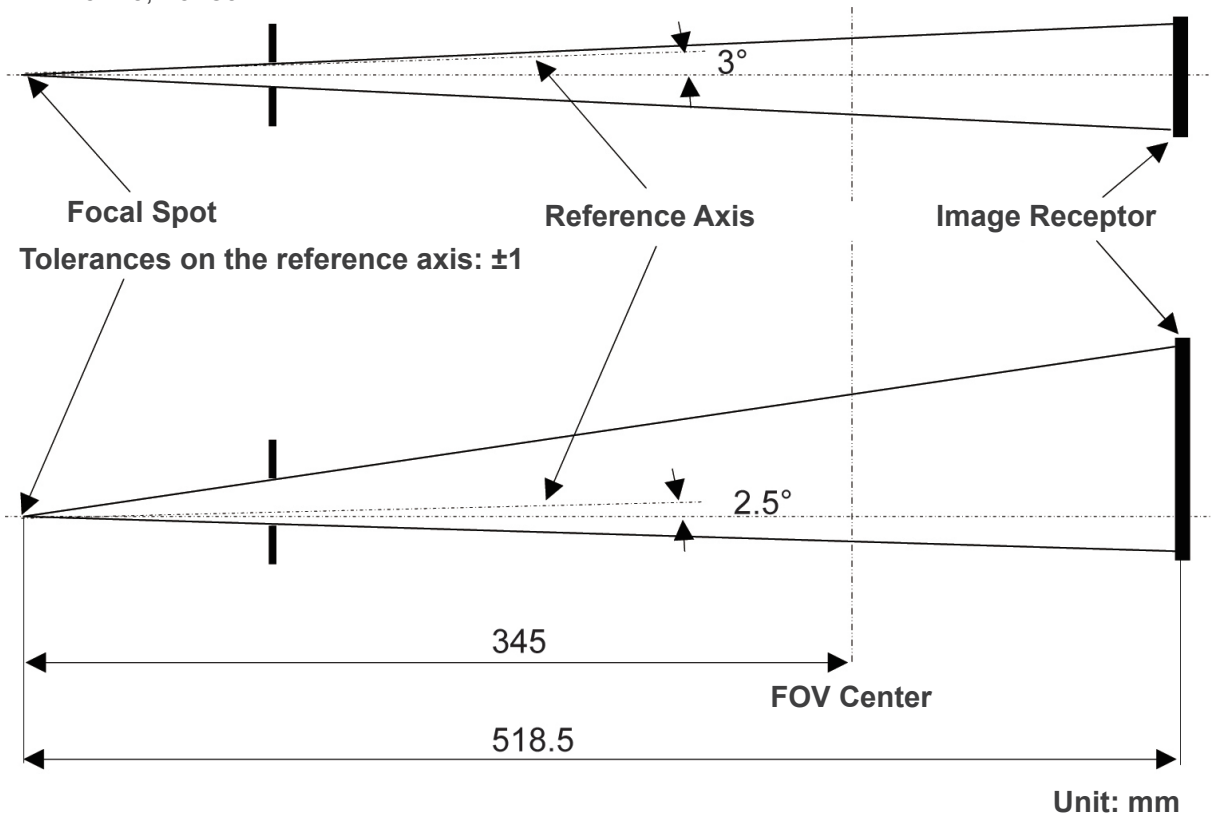 3°
Focal Spot
Reference Axis
Image Receptor
Tolerances on the reference axis: ±1
2.5°
345
FOV Center
518.5
Unit: mm